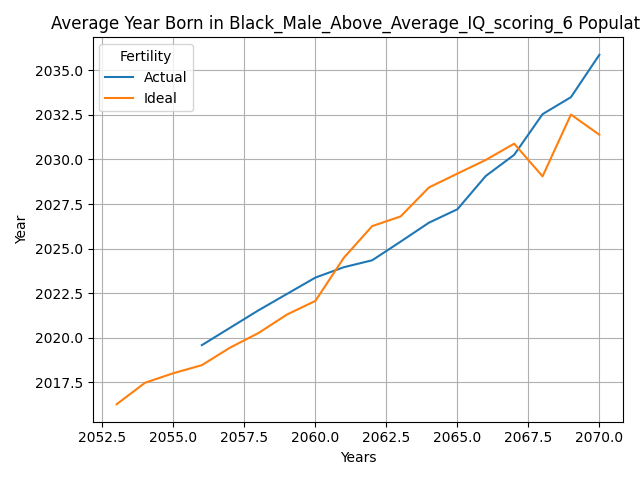 Average Year Born in Black_Male_Above_Average_IQ_scoring_6 Populat
Fertility
Actual
Ideal
2035.0
2032.5
2030.0
2027.5
2025.0
2022.5
2020.0
2017.5
Year
2052.5 2055.0 2057.5 2060.0 2062.5 2065.0 2067.5 2070.0
Years